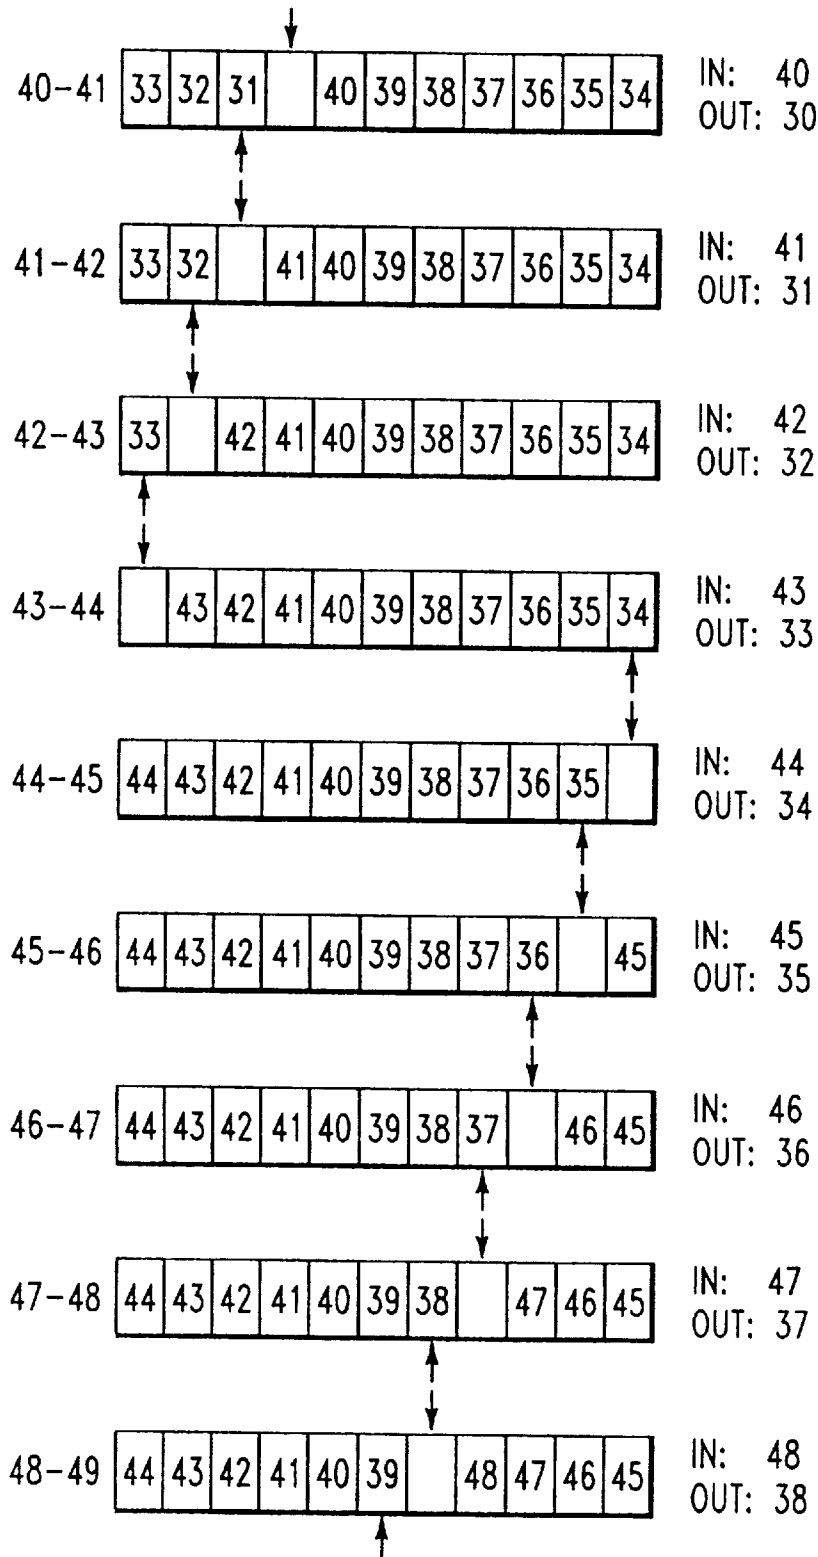 40-41 33 32 31 40 39 38 37 36 35 34 IN: 40
OUT: 30
41-42 33 32 41 40 39 38 37 36 35 34 IN: 41
OUT: 31
42-43 33 42 41 40 39 38 37 36 35 34 IN: 42
OUT: 32
43-44 43 42 41 40 39 38 37 36 35 34 IN: 43
OUT: 33
44-45 44 43 42 41 40 39 38 37 36 35 IN: 44
OUT: 34
45-46 44 43 42 41 40 39 38 37 36 45 IN: 45
OUT: 35
46-47 44 43 42 41 40 39 38 37 46 45 IN: 46
OUT: 36
47-48 44 43 42 41 40 39 38 47 46 45 IN: 47
OUT: 37
48-49 44 43 42 41 40 39 48 47 46 45 IN: 48
OUT: 38